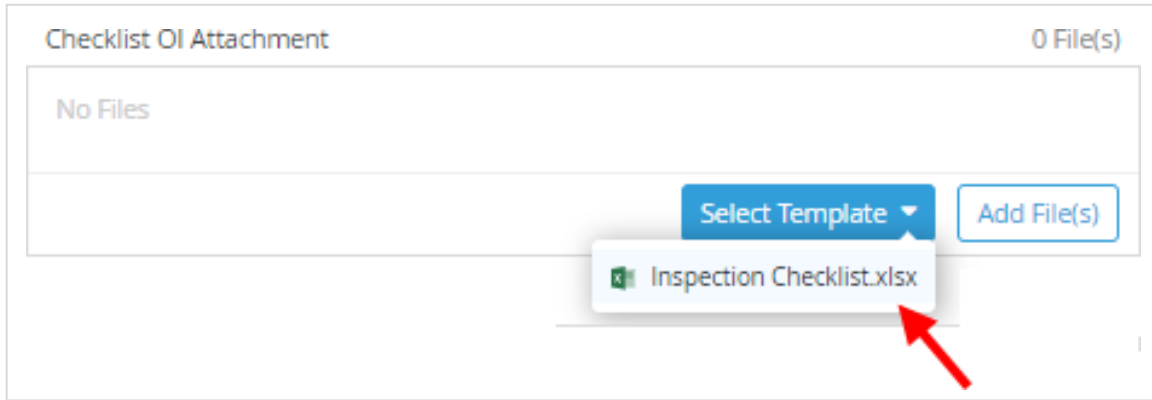 Checklist OI Attachment
0 File(s)
No Files
Select Template
Add File(s)
Inspection Checklist.xlsx